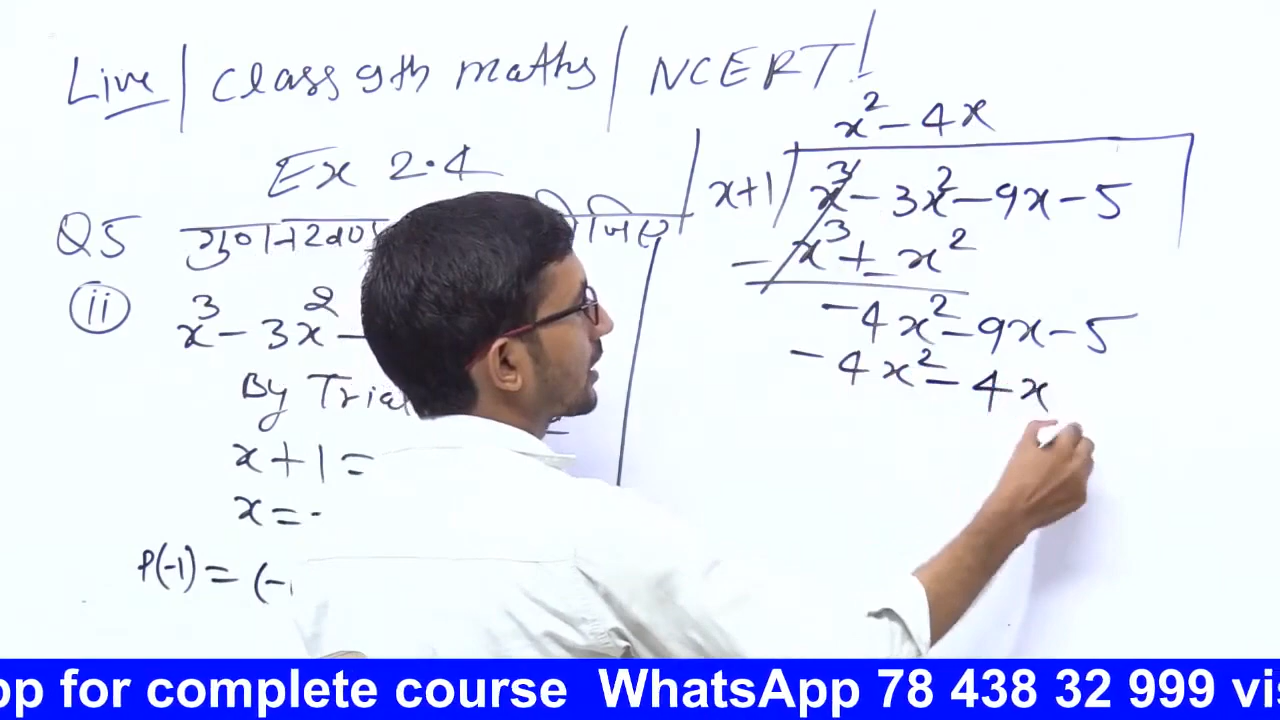 Live | Class 9th maths | NCERT!
Ex 2.4
Q5 गुणनखण्ड कीजिए
(ii) x³ - 3x² -
By Trial
x + 1 =
x = -
P(-1) = (-1
x² - 4x
x+1 ) x³ - 3x² - 9x - 5
- x³ + - x²
-4x² - 9x - 5
-4x² - 4x
pp for complete course WhatsApp 78 438 32 999 vis